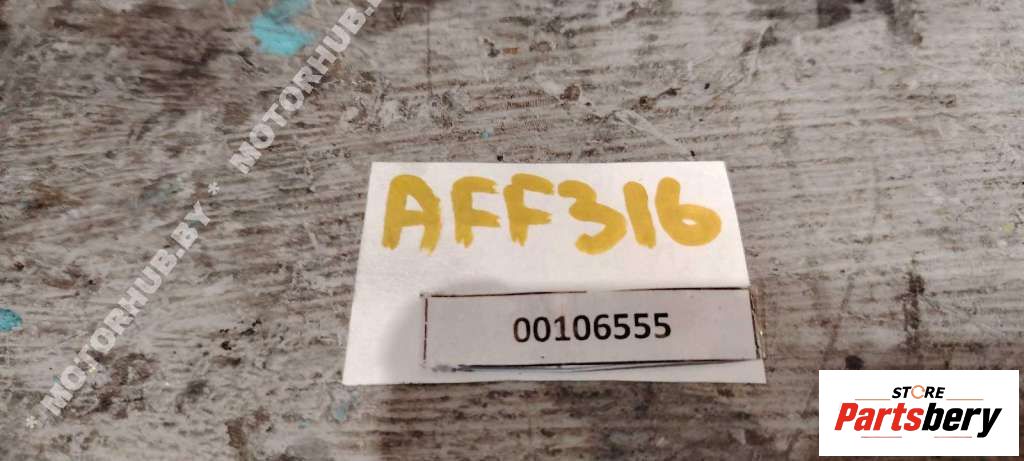 * MOTORHUB.BY * MOTORHUB.BY
AFF316
00106555
STORE
Partsbery